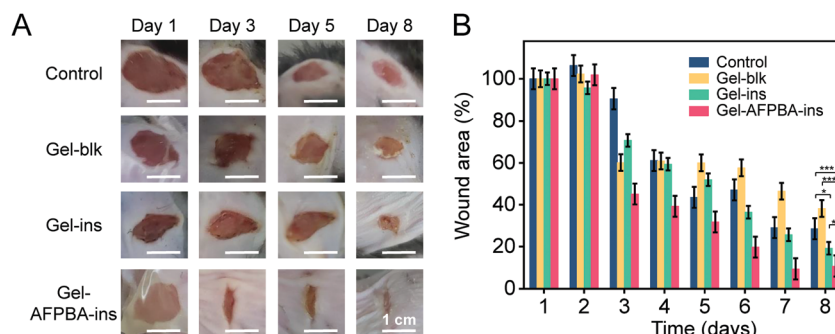 A
Day 1 Day 3 Day 5 Day 8
Control
Gel-blk
Gel-ins
Gel-
AFPBA-ins
1 cm
B
Wound area (%)
100
80
60
40
20
0
Control
Gel-blk
Gel-ins
Gel-AFPBA-ins
***
***
*
*
1 2 3 4 5 6 7 8
Time (days)